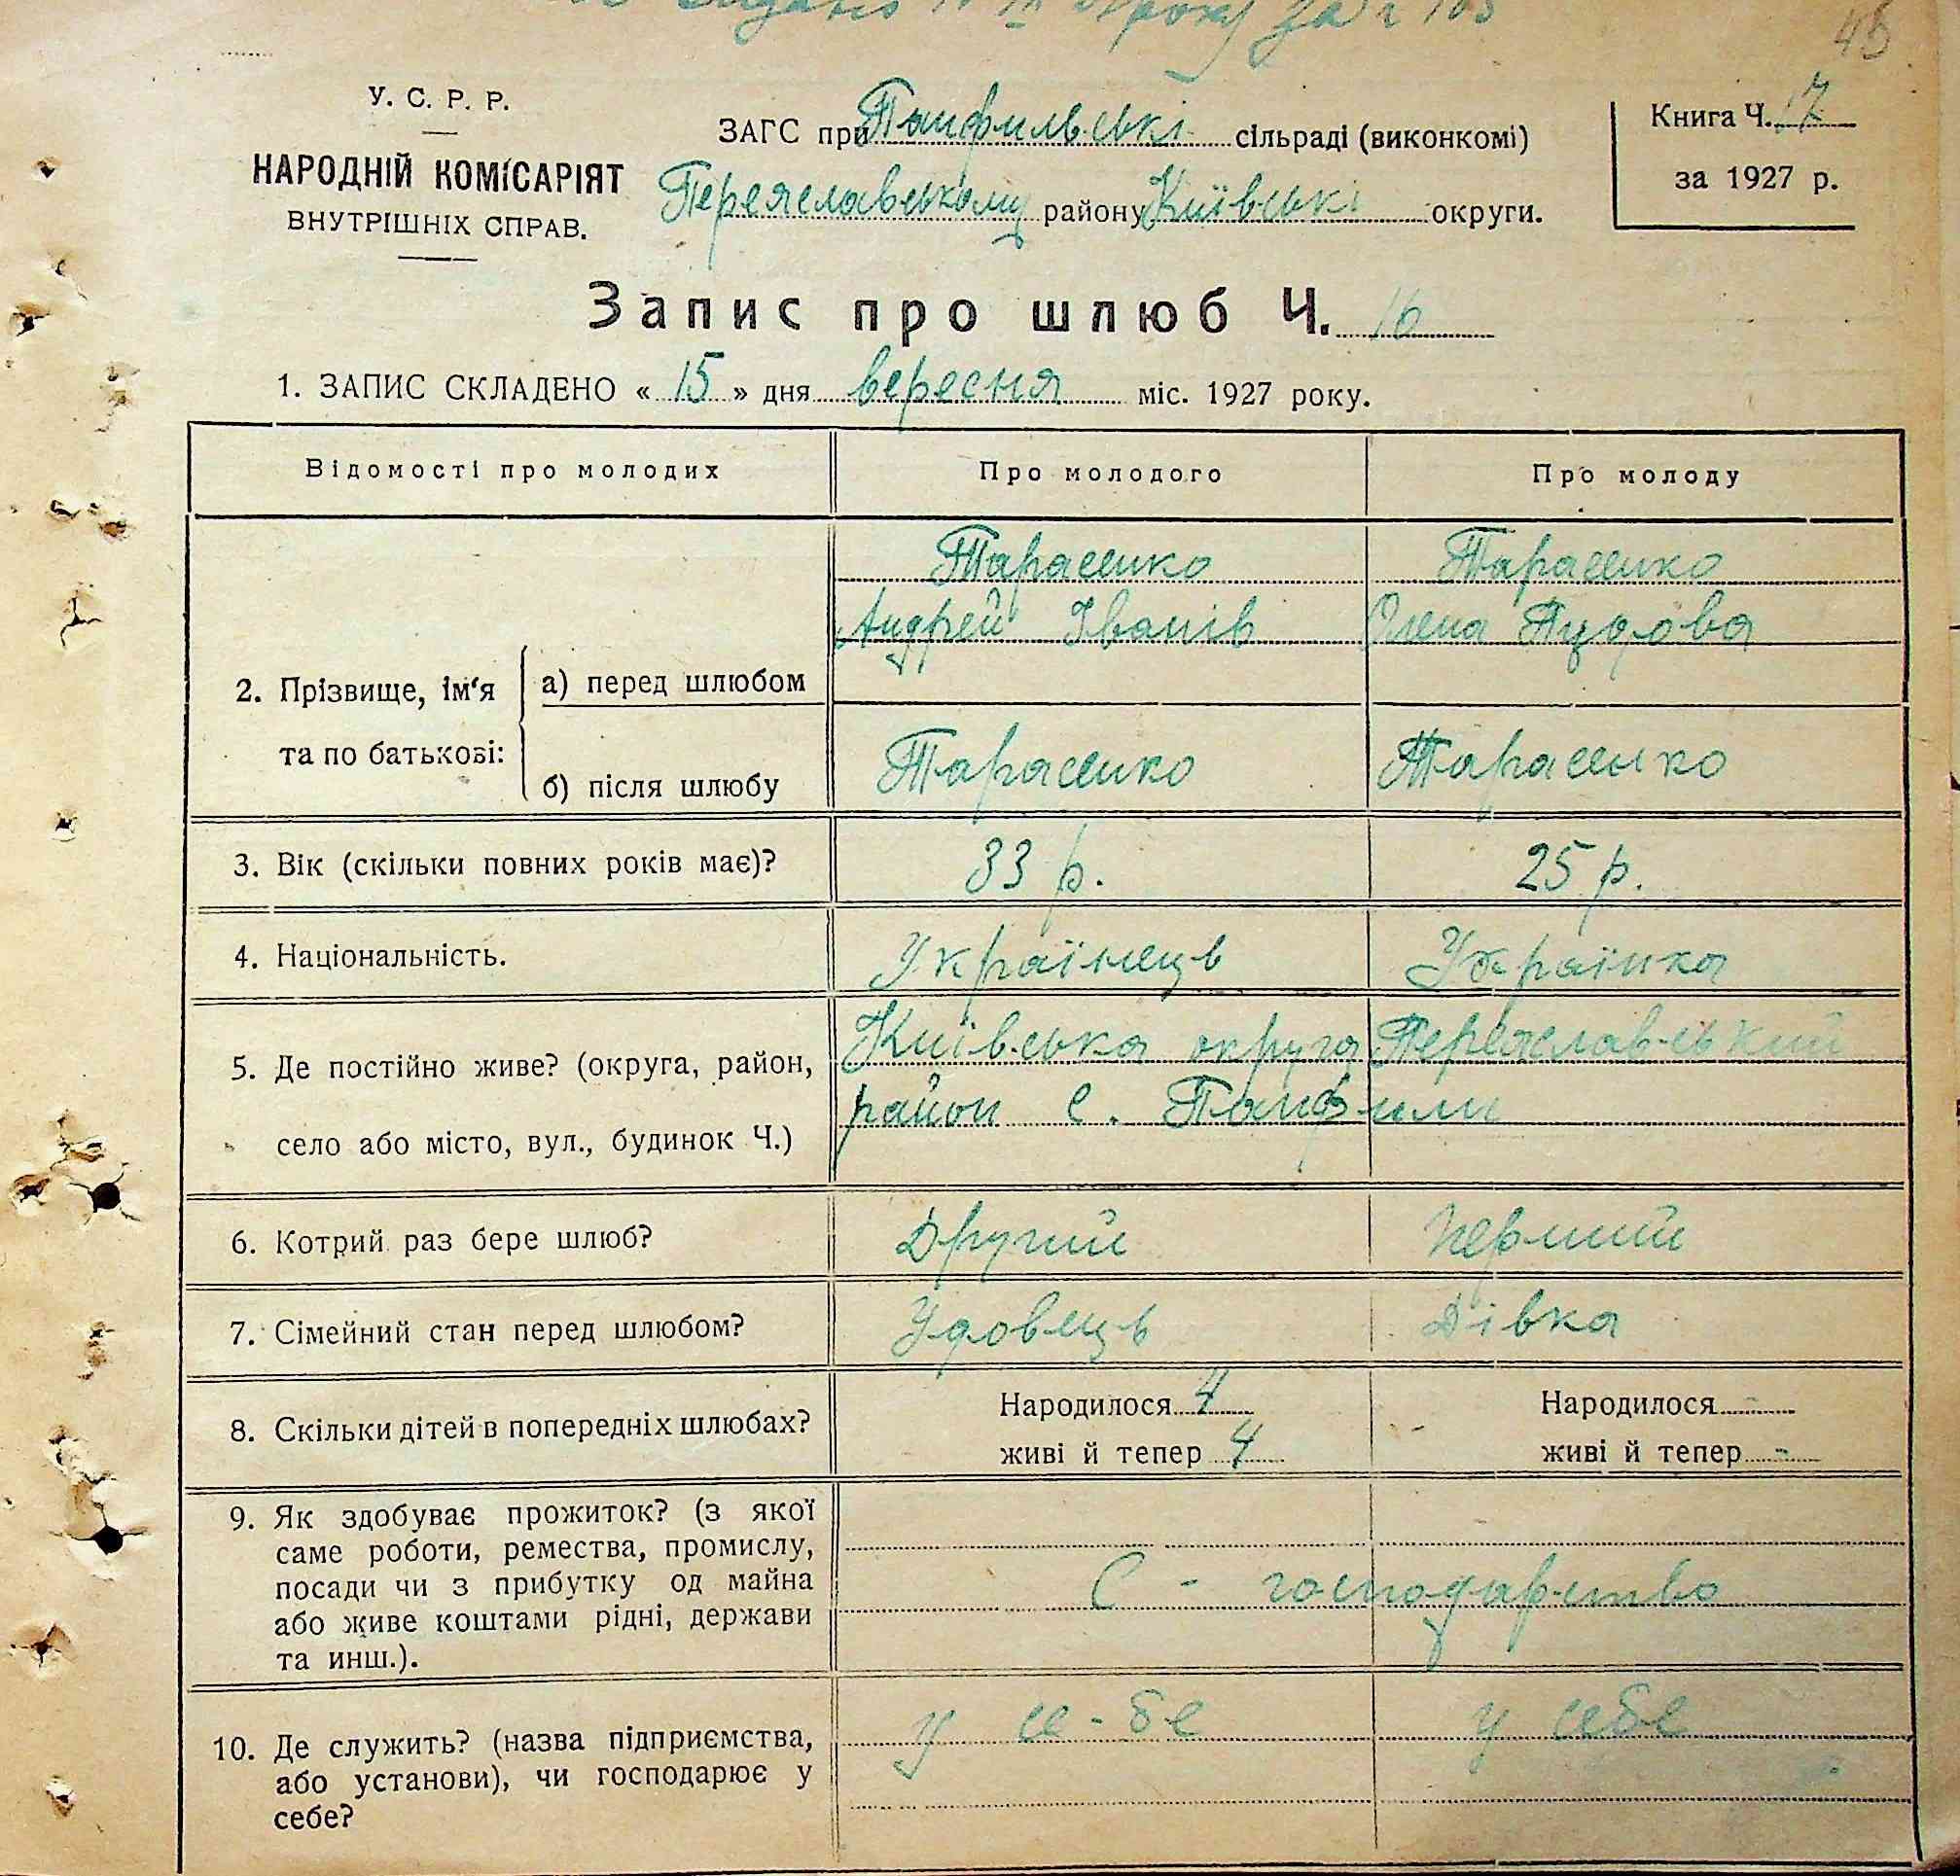 45
У. С. Р. Р.
НАРОДНІЙ КОМІСАРІЯТ
ВНУТРІШНІХ СПРАВ.
ЗАГС при Панфильські сільраді (виконкомі)
Переяславському району Київські округи.
Книга Ч. 17
за 1927 р.
Запис про шлюб Ч. 16
1. ЗАПИС СКЛАДЕНО « 15 » дня вересня міс. 1927 року.
Відомості про молодих Про молодого Про молоду
2. Прізвище, ім‘я та по батькові:
а) перед шлюбом
Тарасенко
Андрей Іванів
Тарасенко
Олена
б) після шлюбу
Тарасенко
Тарасенко
3. Вік (скільки повних років має)? 33 р. 25 р.
4. Національність. Українець Українка
5. Де постійно живе? (округа, район,
село або місто, вул., будинок Ч.)
Київська округа Переяславський
район с. Панфили
6. Котрий раз бере шлюб? Другий Перший
7. Сімейний стан перед шлюбом? Удовець Дівка
8. Скільки дітей в попередніх шлюбах?
Народилося 4
живі й тепер 4
Народилося -
живі й тепер -
9. Як здобуває прожиток? (з якої
саме роботи, ремества, промислу,
посади чи з прибутку од майна
або живе коштами рідні, держави
та инш.).
С - господарство
10. Де служить? (назва підприємства,
або установи), чи господарює у
себе?
У се-бе
у себе